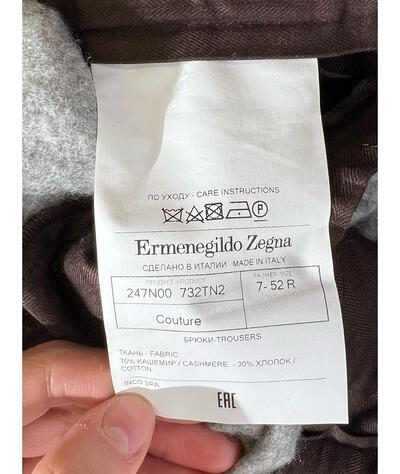 ПО УХОДУ - CARE INSTRUCTIONS
P
Ermenegildo Zegna
СДЕЛАНО В ИТАЛИИ MADE IN ITALY
ПРОДУКТ PRODUCT
247N00 732TN2
РАЗМЕР SIZE
7- 52 R
Couture
БРЮКИ-TROUSERS
ТКАНЬ - FABRIC
70% КАШЕМИР / CASHMERE - 30% ХЛОПОК /
COTTON
INCO SPA
EAC